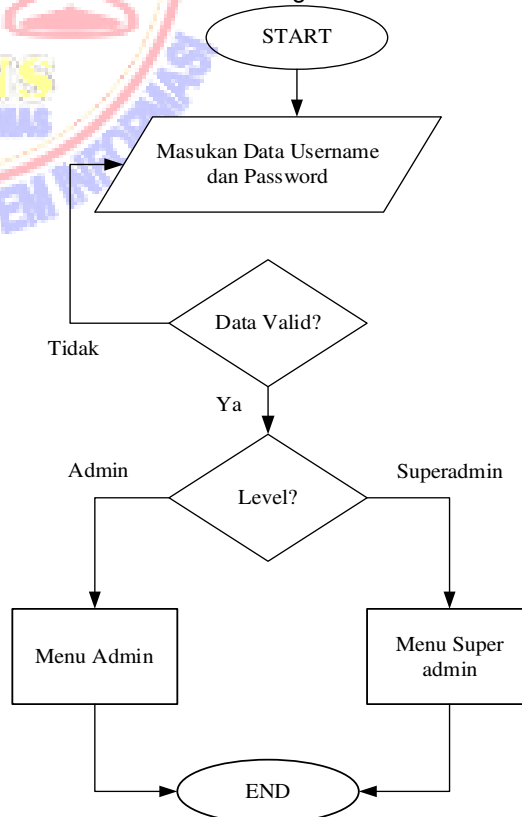 START
Masukan Data Username
dan Password
Data Valid?
Tidak
Ya
Level?
Admin
Superadmin
Menu Admin
Menu Super
admin
END